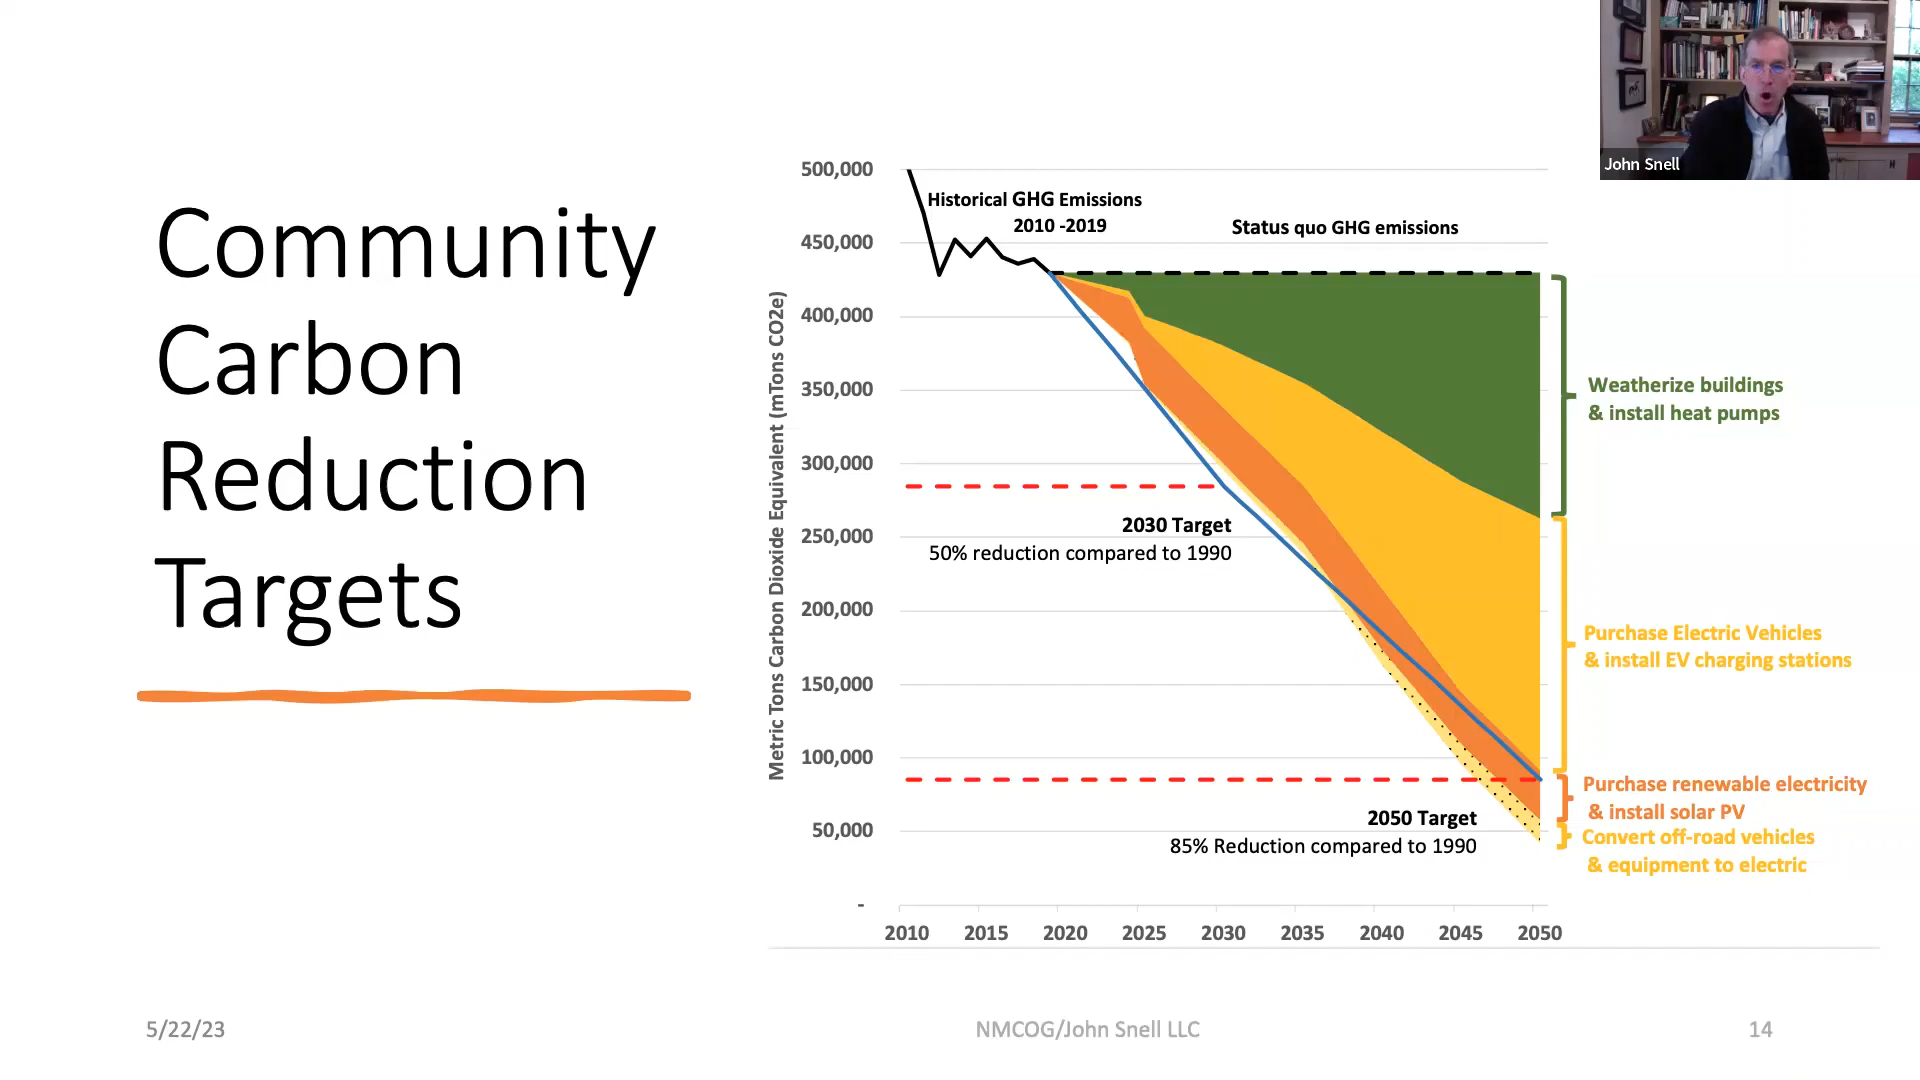 John Snell
Community
Carbon
Reduction
Targets
Metric Tons Carbon Dioxide Equivalent (mTons CO2e)
500,000
450,000
400,000
350,000
300,000
250,000
200,000
150,000
100,000
50,000
-
2010 2015 2020 2025 2030 2035 2040 2045 2050
Historical GHG Emissions
2010 -2019
Status quo GHG emissions
2030 Target
50% reduction compared to 1990
2050 Target
85% Reduction compared to 1990
Weatherize buildings
& install heat pumps
Purchase Electric Vehicles
& install EV charging stations
Purchase renewable electricity
& install solar PV
Convert off-road vehicles
& equipment to electric
5/22/23
NMCOG/John Snell LLC
14